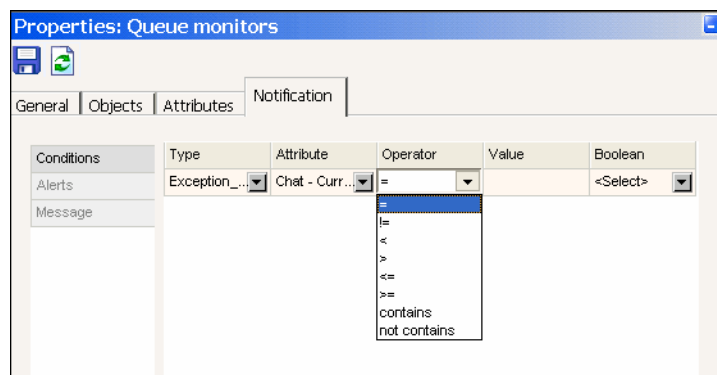 Properties: Queue monitors
General Objects Attributes Notification
Conditions Type Attribute Operator Value Boolean
Alerts Exception_... Chat - Curr... = <Select>
Message =
!=
<
>
<=
>=
contains
not contains